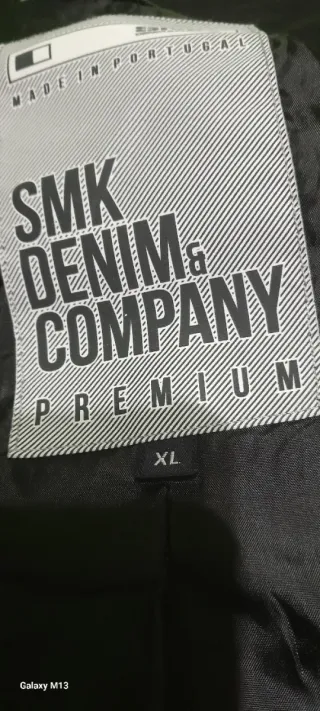 MADE IN PORTUGAL
SMK
DENIM&
COMPANY
PREMIUM
XL
Galaxy M13